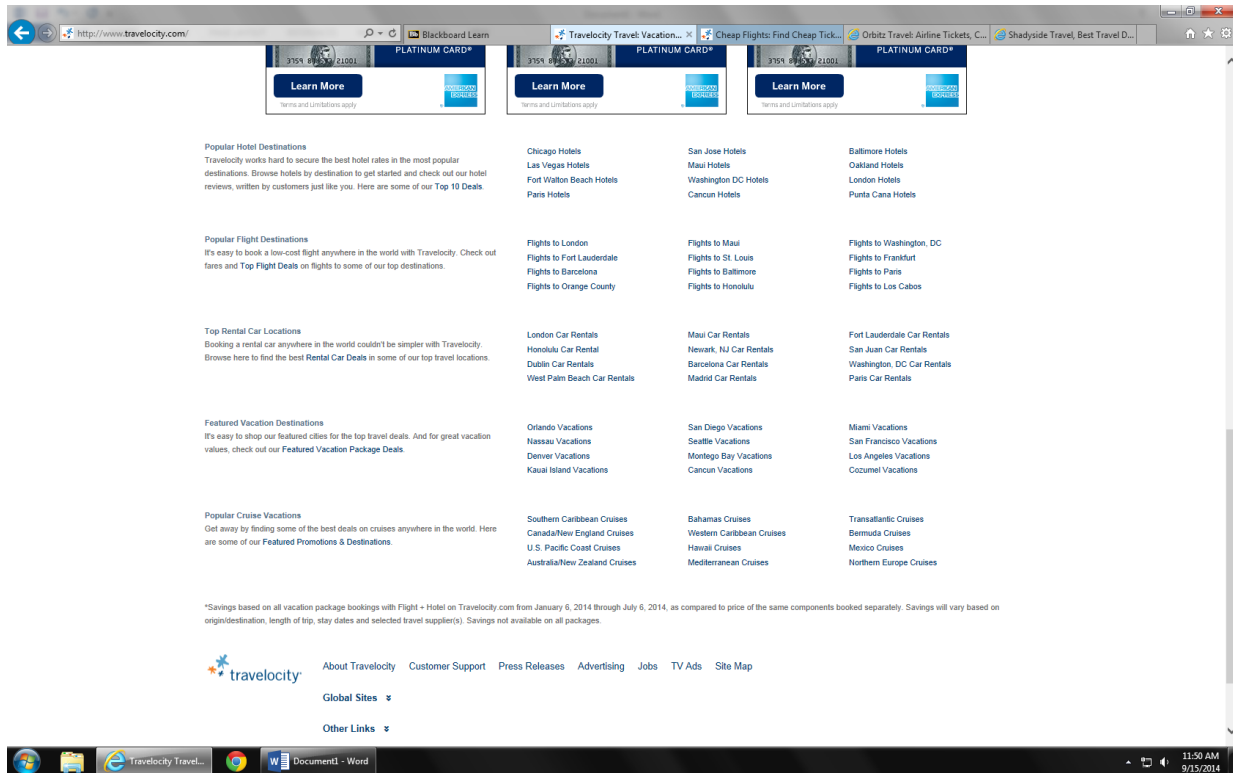 http://www.travelocity.com/
Blackboard Learn
Travelocity Travel: Vacation...
Cheap Flights: Find Cheap Tick...
Orbitz Travel: Airline Tickets, C...
Shadyside Travel, Best Travel D...
PLATINUM CARD® PLATINUM CARD® PLATINUM CARD®
Learn More Learn More Learn More
AMERICAN EXPRESS AMERICAN EXPRESS AMERICAN EXPRESS
Terms and Limitations apply Terms and Limitations apply Terms and Limitations apply
Popular Hotel Destinations
Travelocity works hard to secure the best hotel rates in the most popular
destinations. Browse hotels by destination to get started and check out our hotel
reviews, written by customers just like you. Here are some of our Top 10 Deals.
Chicago Hotels San Jose Hotels Baltimore Hotels
Las Vegas Hotels Maui Hotels Oakland Hotels
Fort Walton Beach Hotels Washington DC Hotels London Hotels
Paris Hotels Cancun Hotels Punta Cana Hotels
Popular Flight Destinations
It's easy to book a low-cost flight anywhere in the world with Travelocity. Check out
fares and Top Flight Deals on flights to some of our top destinations.
Flights to London Flights to Maui Flights to Washington, DC
Flights to Fort Lauderdale Flights to St. Louis Flights to Frankfurt
Flights to Barcelona Flights to Baltimore Flights to Paris
Flights to Orange County Flights to Honolulu Flights to Los Cabos
Top Rental Car Locations
Booking a rental car anywhere in the world couldn't be simpler with Travelocity.
Browse here to find the best Rental Car Deals in some of our top travel locations.
London Car Rentals Maui Car Rentals Fort Lauderdale Car Rentals
Honolulu Car Rental Newark, NJ Car Rentals San Juan Car Rentals
Dublin Car Rentals Barcelona Car Rentals Washington, DC Car Rentals
West Palm Beach Car Rentals Madrid Car Rentals Paris Car Rentals
Featured Vacation Destinations
It's easy to shop our featured cities for the top travel deals. And for great vacation
values, check out our Featured Vacation Package Deals.
Orlando Vacations San Diego Vacations Miami Vacations
Nassau Vacations Seattle Vacations San Francisco Vacations
Denver Vacations Montego Bay Vacations Los Angeles Vacations
Kauai Island Vacations Cancun Vacations Cozumel Vacations
Popular Cruise Vacations
Get away by finding some of the best deals on cruises anywhere in the world. Here
are some of our Featured Promotions & Destinations.
Southern Caribbean Cruises Bahamas Cruises Transatlantic Cruises
Canada/New England Cruises Western Caribbean Cruises Bermuda Cruises
U.S. Pacific Coast Cruises Hawaii Cruises Mexico Cruises
Australia/New Zealand Cruises Mediterranean Cruises Northern Europe Cruises
*Savings based on all vacation package bookings with Flight + Hotel on Travelocity.com from January 6, 2014 through July 6, 2014, as compared to price of the same components booked separately. Savings will vary based on
origin/destination, length of trip, stay dates and selected travel supplier(s). Savings not available on all packages.
travelocity
About Travelocity Customer Support Press Releases Advertising Jobs TV Ads Site Map
Global Sites
Other Links
Travelocity Travel...
Document1 - Word
11:50 AM
9/15/2014